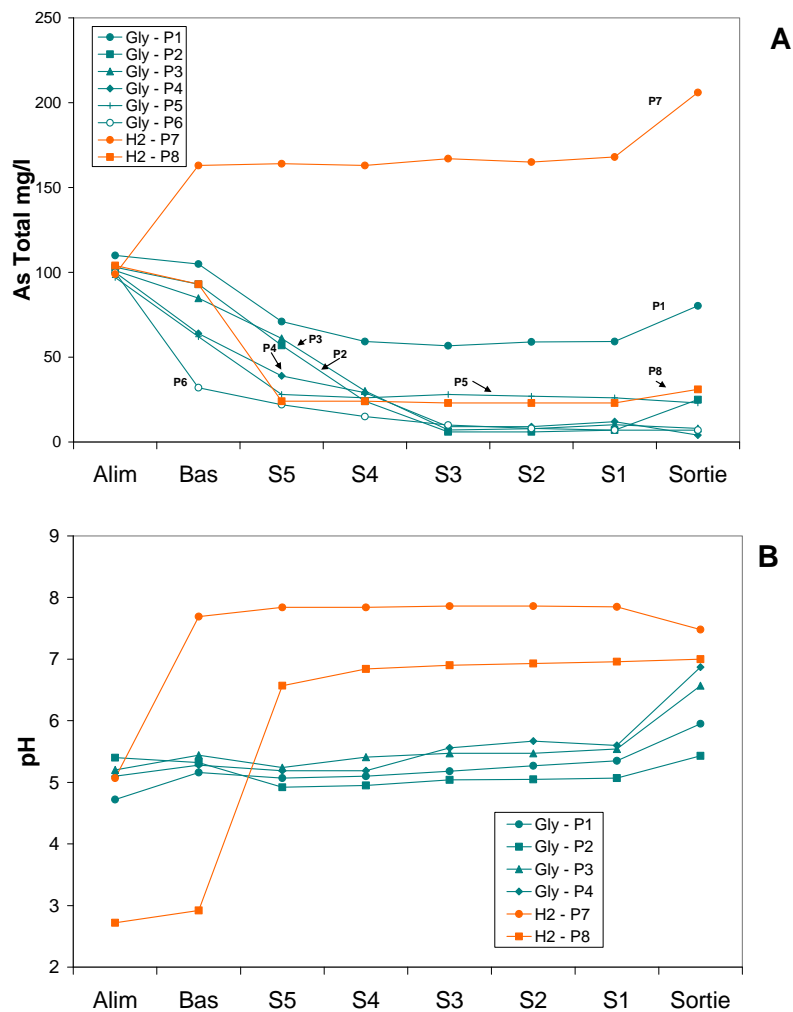 A
As Total mg/l
250
200
150
100
50
0
Gly - P1
Gly - P2
Gly - P3
Gly - P4
Gly - P5
Gly - P6
H2 - P7
H2 - P8
P7
P1
P3
P2
P4
P6
P5
P8
Alim Bas S5 S4 S3 S2 S1 Sortie
B
pH
9
8
7
6
5
4
3
2
Gly - P1
Gly - P2
Gly - P3
Gly - P4
H2 - P7
H2 - P8
Alim Bas S5 S4 S3 S2 S1 Sortie